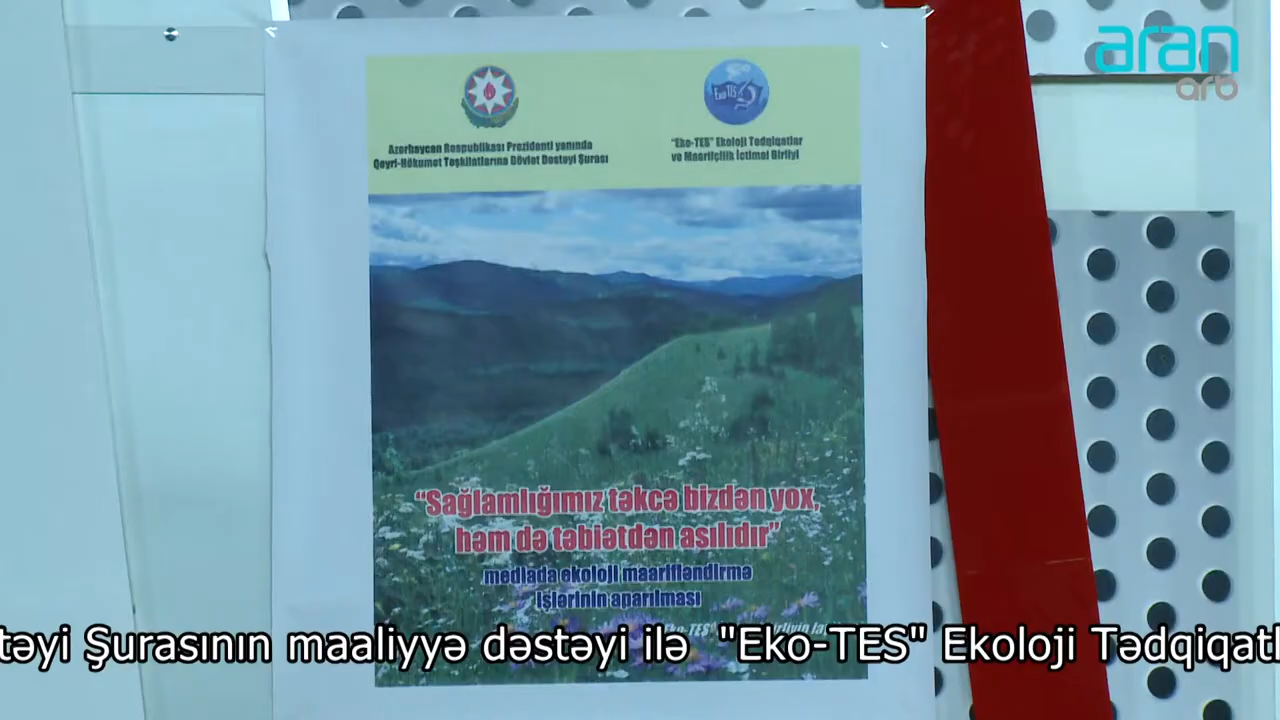 aran
arb
Eko TES
Azərbaycan Respublikası Prezidenti yanında
Qeyri-Hökumət Təşkilatlarına Dövlət Dəstəyi Şurası
"Eko-TES" Ekoloji Tədqiqatlar
və Maarifçilik İctimai Birliyi
"Sağlamlığımız təkcə bizdən yox,
həm də təbiətdən asılıdır"
mediada ekoloji maarifləndirmə
işlərinin aparılması
təyi Şurasının maaliyyə dəstəyi ilə "Eko-TES" Ekoloji Tədqiqatl